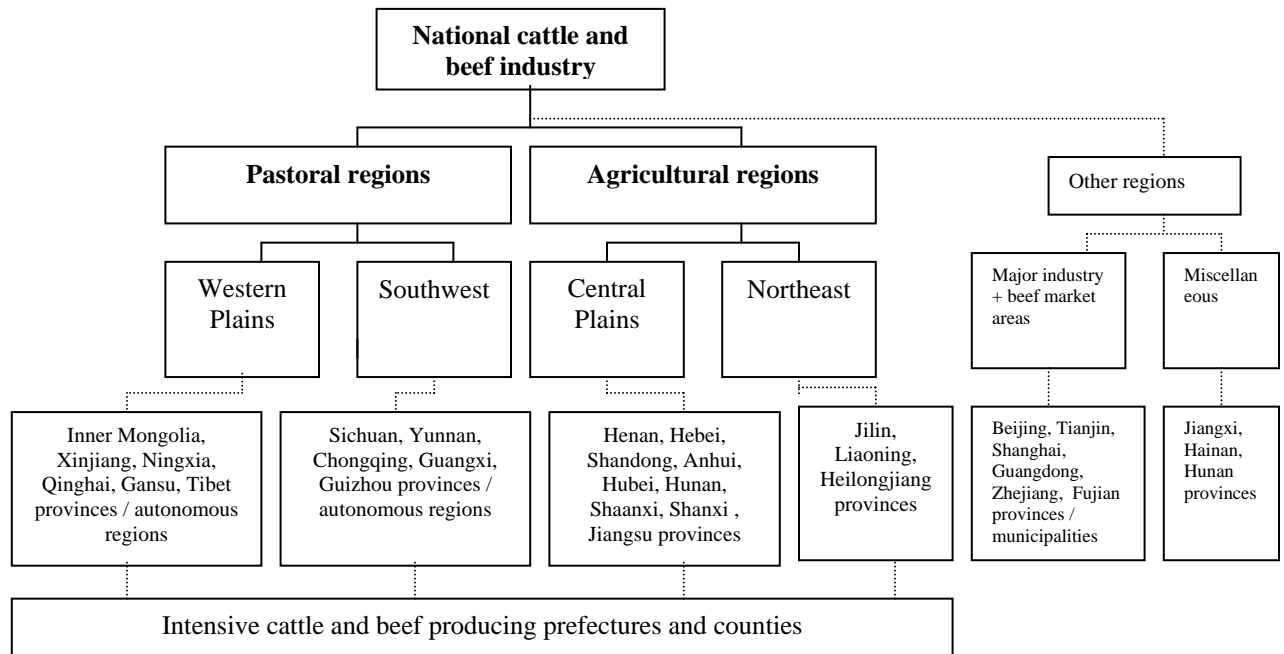 National cattle and
beef industry
Pastoral regions
Agricultural regions
Other regions
Western
Plains
Southwest
Central
Plains
Northeast
Major industry
+ beef market
areas
Miscellan
eous
Inner Mongolia,
Xinjiang, Ningxia,
Qinghai, Gansu, Tibet
provinces / autonomous
regions
Sichuan, Yunnan,
Chongqing, Guangxi,
Guizhou provinces /
autonomous regions
Henan, Hebei,
Shandong, Anhui,
Hubei, Hunan,
Shaanxi, Shanxi ,
Jiangsu provinces
Jilin,
Liaoning,
Heilongjiang
provinces
Beijing, Tianjin,
Shanghai,
Guangdong,
Zhejiang, Fujian
provinces /
municipalities
Jiangxi,
Hainan,
Hunan
provinces
Intensive cattle and beef producing prefectures and counties